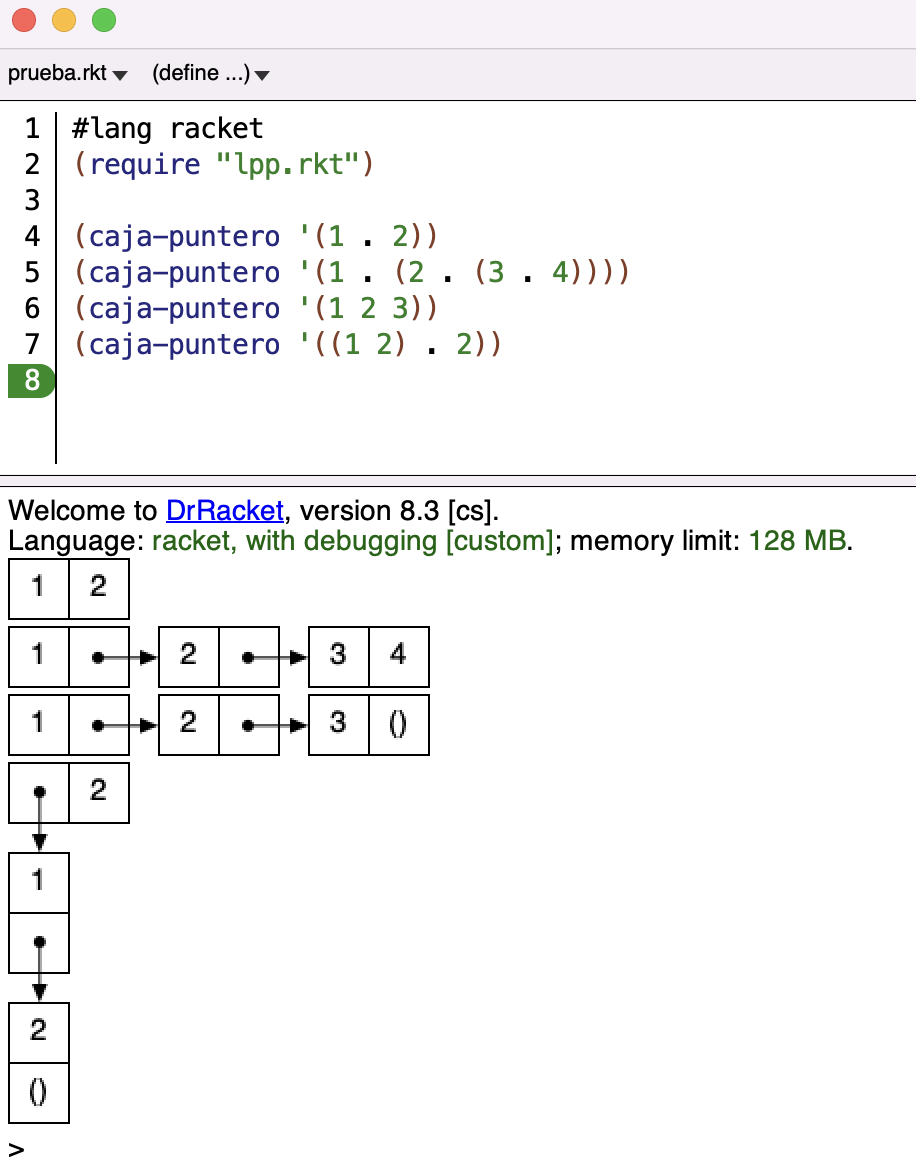 prueba.rkt (define ...)
1 #lang racket
2 (require "lpp.rkt")
3
4 (caja-puntero '(1 . 2))
5 (caja-puntero '(1 . (2 . (3 . 4))))
6 (caja-puntero '(1 2 3))
7 (caja-puntero '((1 2) . 2))
8
Welcome to DrRacket, version 8.3 [cs].
Language: racket, with debugging [custom]; memory limit: 128 MB.
1 2
1 2 3 4
1 2 3 ()
2
1
2
()
>